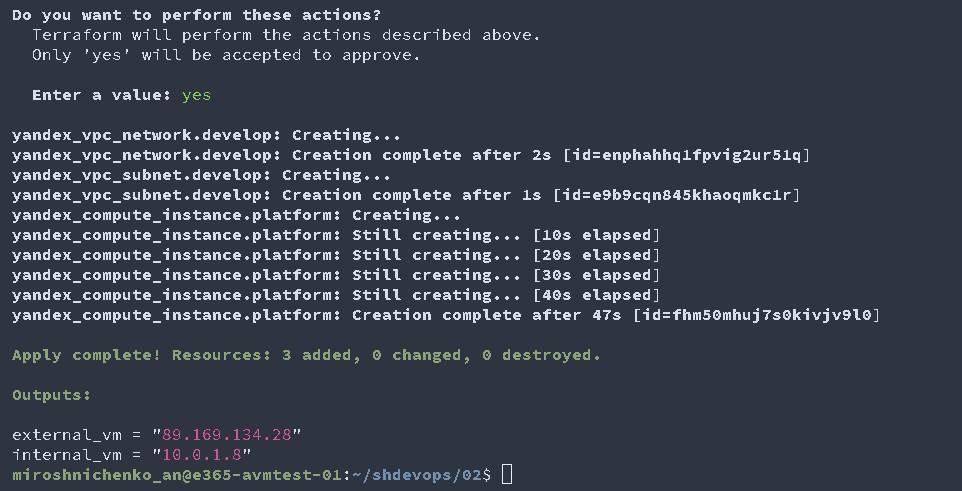 Do you want to perform these actions?
Terraform will perform the actions described above.
Only 'yes' will be accepted to approve.
Enter a value: yes
yandex_vpc_network.develop: Creating...
yandex_vpc_network.develop: Creation complete after 2s [id=enphahhq1fpvig2ur51q]
yandex_vpc_subnet.develop: Creating...
yandex_vpc_subnet.develop: Creation complete after 1s [id=e9b9cqn845khaoqmkc1r]
yandex_compute_instance.platform: Creating...
yandex_compute_instance.platform: Still creating... [10s elapsed]
yandex_compute_instance.platform: Still creating... [20s elapsed]
yandex_compute_instance.platform: Still creating... [30s elapsed]
yandex_compute_instance.platform: Still creating... [40s elapsed]
yandex_compute_instance.platform: Creation complete after 47s [id=fhm50mhuj7s0kivjv9l0]
Apply complete! Resources: 3 added, 0 changed, 0 destroyed.
Outputs:
external_vm = "89.169.134.28"
internal_vm = "10.0.1.8"
miroshnichenko_an@e365-avmtest-01:~/shdevops/02$